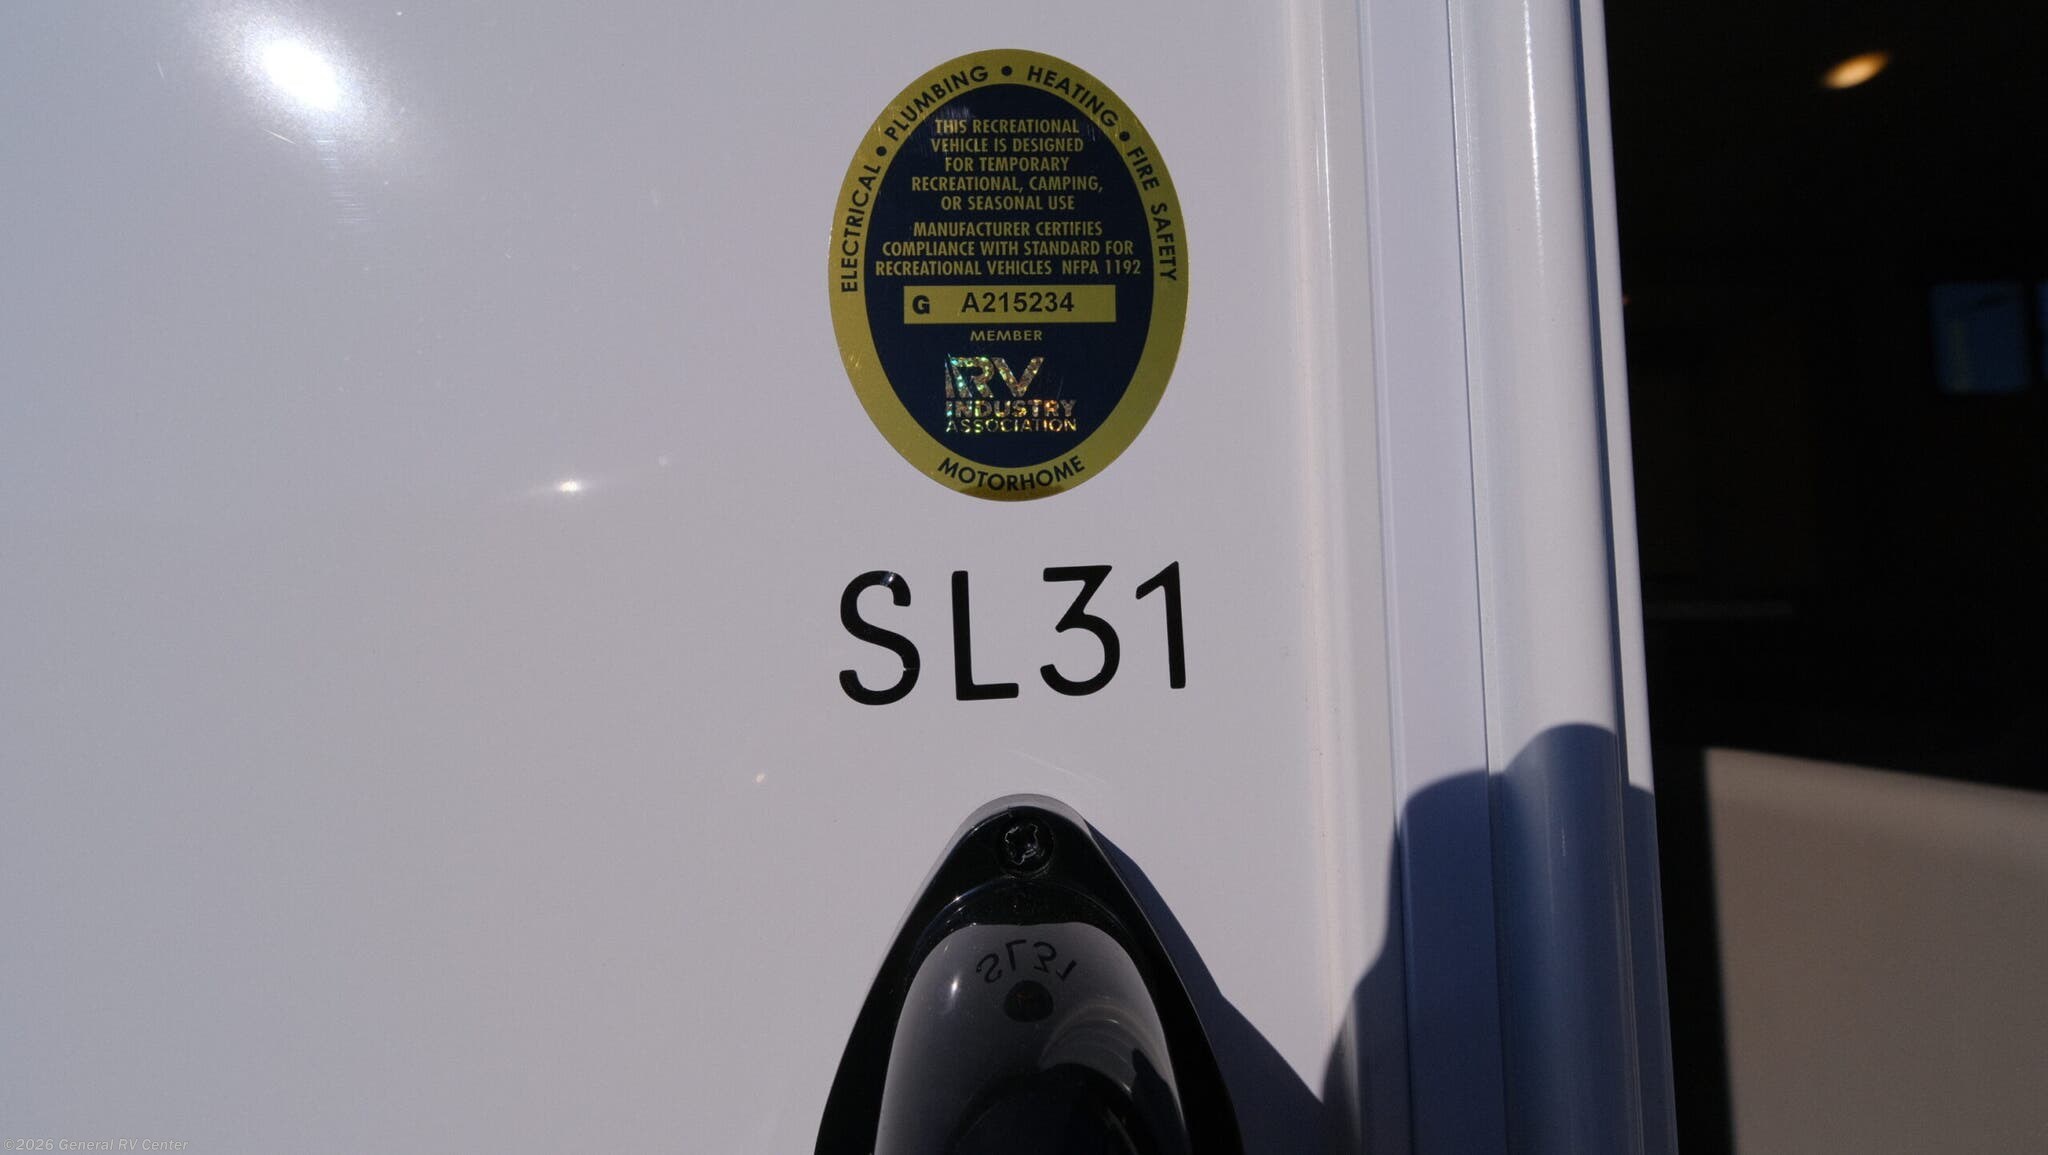 ELECTRICAL • PLUMBING • HEATING • FIRE SAFETY
THIS RECREATIONAL
VEHICLE IS DESIGNED
FOR TEMPORARY
RECREATIONAL, CAMPING,
OR SEASONAL USE
MANUFACTURER CERTIFIES
COMPLIANCE WITH STANDARD FOR
RECREATIONAL VEHICLES NFPA 1192
G A215234
MEMBER
RV
INDUSTRY
ASSOCIATION
MOTORHOME
SL31
SL31
©2026 General RV Center